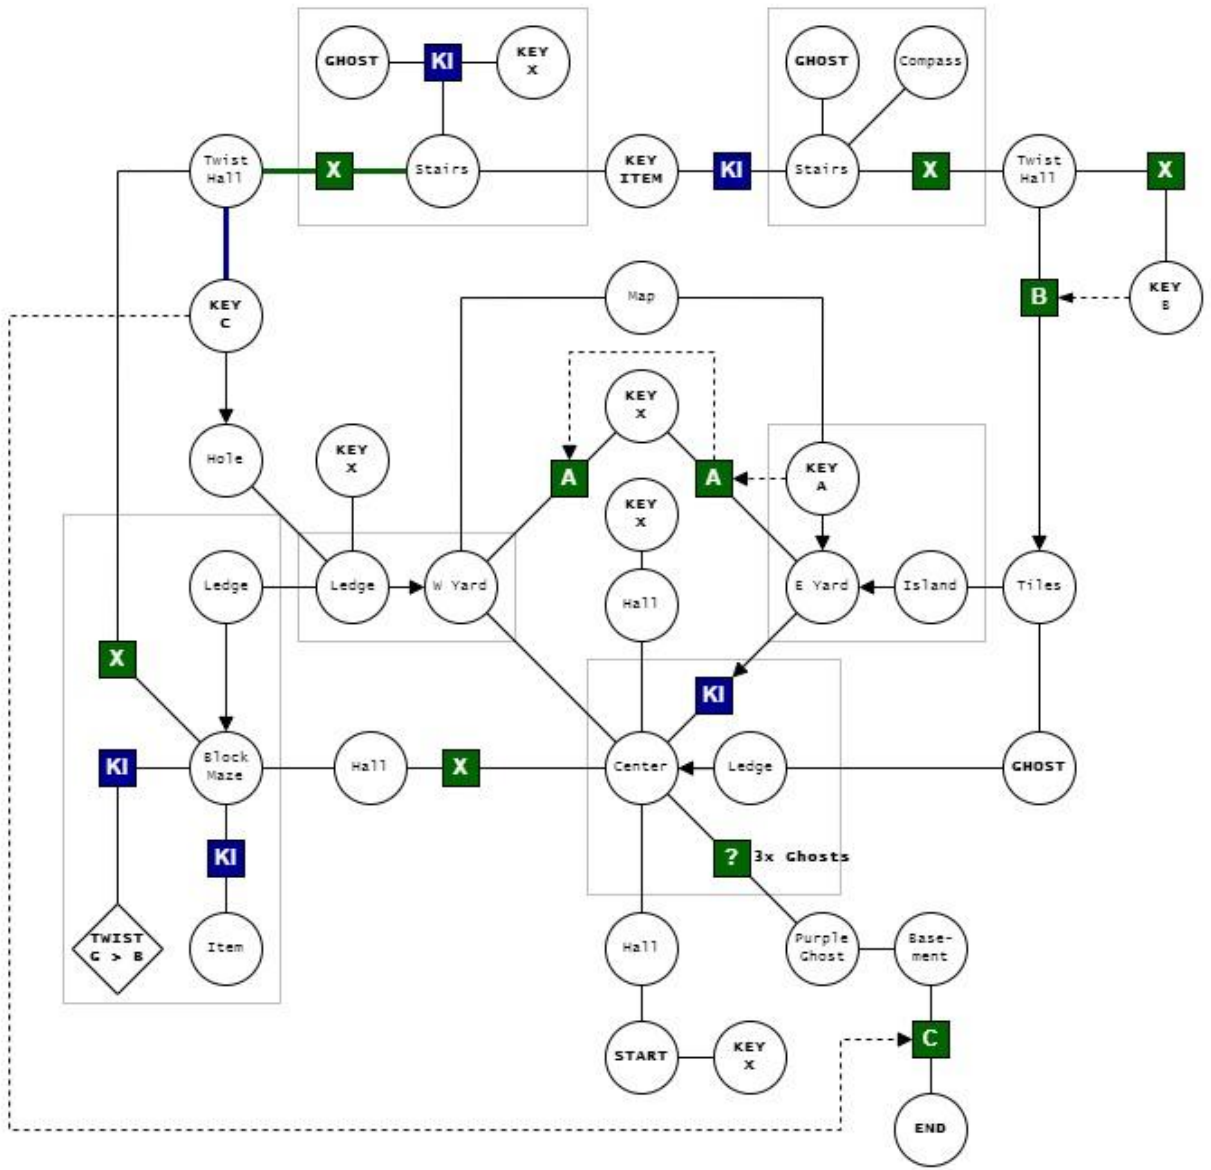 GHOST
KI
KEY
X
GHOST
Compass
Twist
Hall
X
Stairs
KEY
ITEM
KI
Stairs
X
Twist
Hall
X
KEY
C
Map
B
KEY
B
KEY
X
Hole
KEY
X
A
A
KEY
A
KEY
X
Ledge
Ledge
W Yard
Hall
E Yard
Island
Tiles
X
KI
KI
Block
Maze
Hall
X
Center
Ledge
GHOST
KI
?
3x Ghosts
TWIST
G > B
Item
Hall
Purple
Ghost
Base-
ment
START
KEY
X
C
END